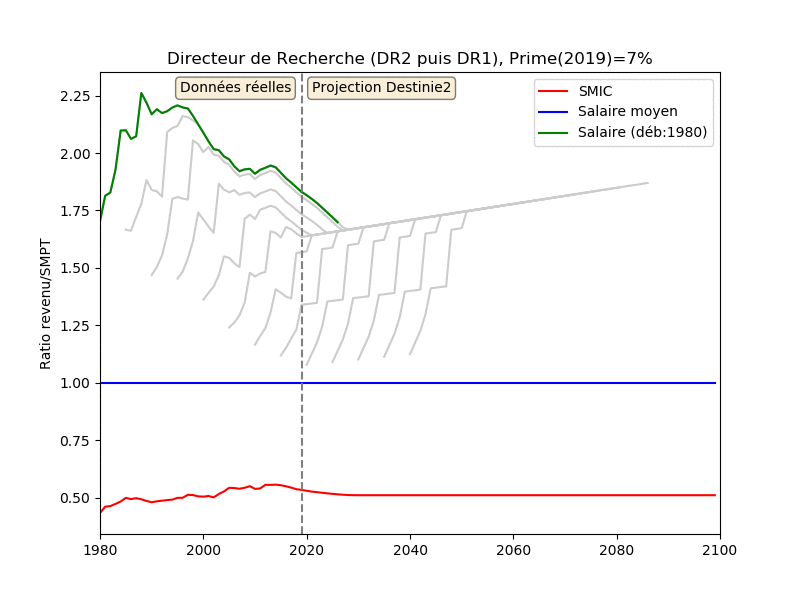 Directeur de Recherche (DR2 puis DR1), Prime(2019)=7%
Données réelles
Projection Destinie2
SMIC
Salaire moyen
Salaire (déb:1980)
Ratio revenu/SMPT
2.25
2.00
1.75
1.50
1.25
1.00
0.75
0.50
1980
2000
2020
2040
2060
2080
2100